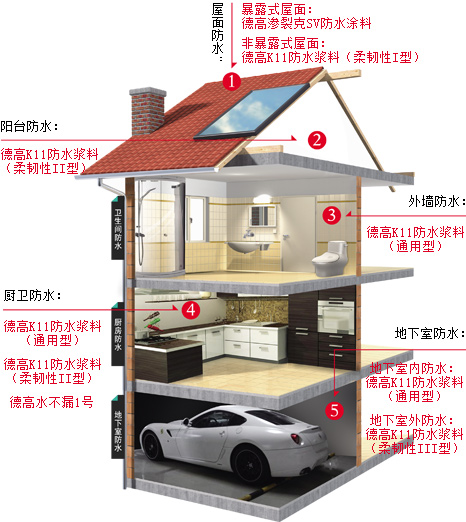 屋面防水：
暴露式屋面：
德高渗裂克SV防水涂料
非暴露式屋面：
德高K11防水浆料（柔韧性I型）
1
阳台防水：
德高K11防水浆料
（柔韧性II型）
2
卫生间防水
3
外墙防水：
德高K11防水浆料
（通用型）
厨卫防水：
德高K11防水浆料
（通用型）
德高K11防水浆料
（柔韧性II型）
德高水不漏1号
厨房防水
4
地下室防水：
地下室内防水：
德高K11防水浆料
（通用型）
地下室外防水：
德高K11防水浆料
（柔韧性III型）
5
地下室防水